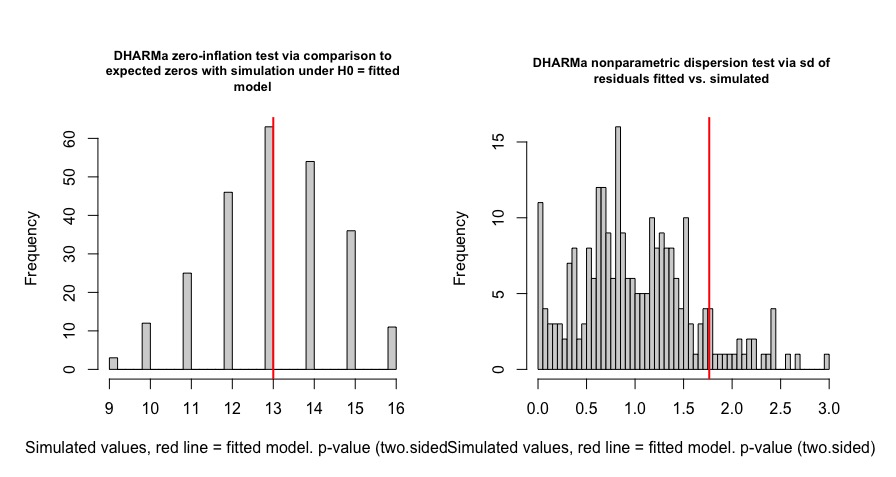 DHARMa zero-inflation test via comparison to
expected zeros with simulation under H0 = fitted
model
Frequency
0
10
20
30
40
50
60
9 10 11 12 13 14 15 16
Simulated values, red line = fitted model. p-value (two.sided
DHARMa nonparametric dispersion test via sd of
residuals fitted vs. simulated
Frequency
0
5
10
15
0.0 0.5 1.0 1.5 2.0 2.5 3.0
Simulated values, red line = fitted model. p-value (two.sided)